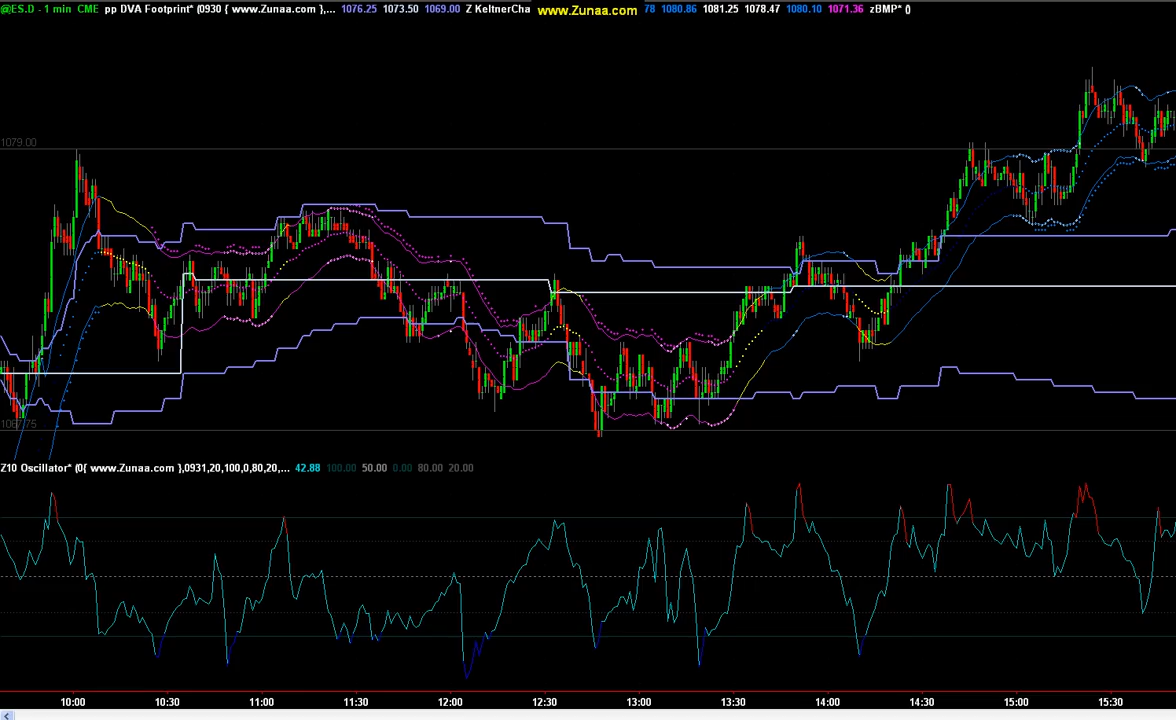 @ES.D - 1 min CME pp DVA Footprint* (0930 { www.Zunaa.com },... 1076.25 1073.50 1069.00 Z KeltnerCha www.Zunaa.com 78 1080.86 1081.25 1078.47 1080.10 1071.36 zBMP* ()
1079.00
1067.75
Z10 Oscillator* (0{ www.Zunaa.com },0931,20,100,0,80,20,... 42.88 100.00 50.00 0.00 80.00 20.00
10:00 10:30 11:00 11:30 12:00 12:30 13:00 13:30 14:00 14:30 15:00 15:30